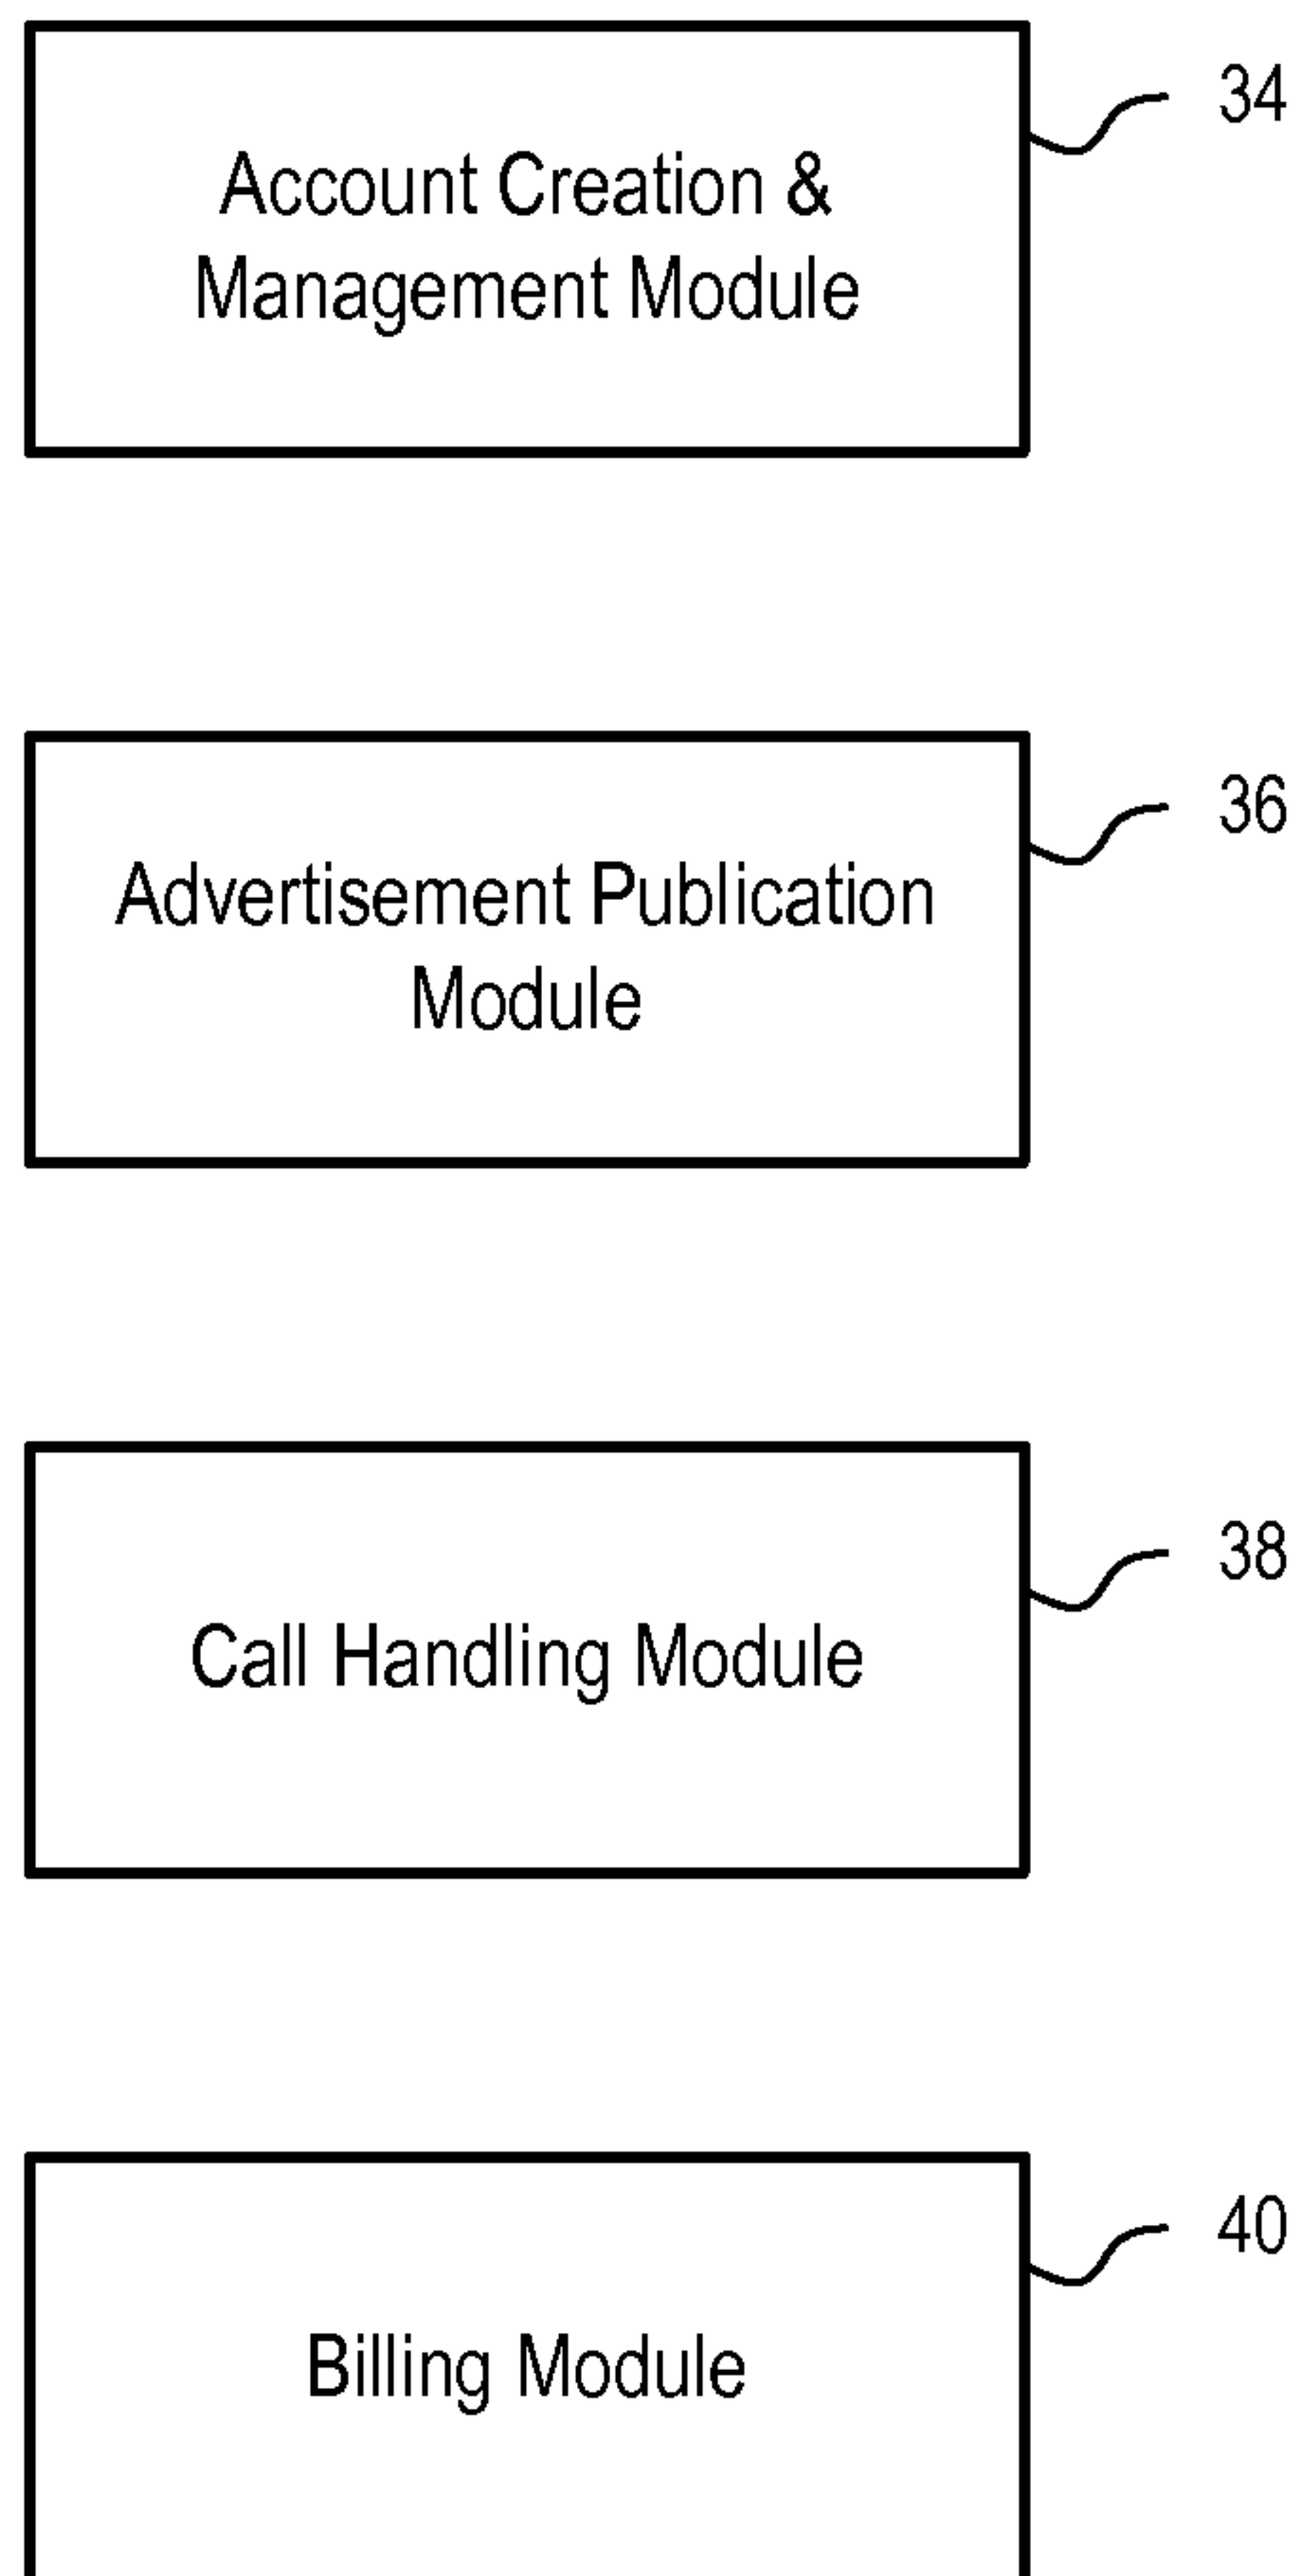 34
Account Creation &
Management Module
36
Advertisement Publication
Module
38
Call Handling Module
40
Billing Module